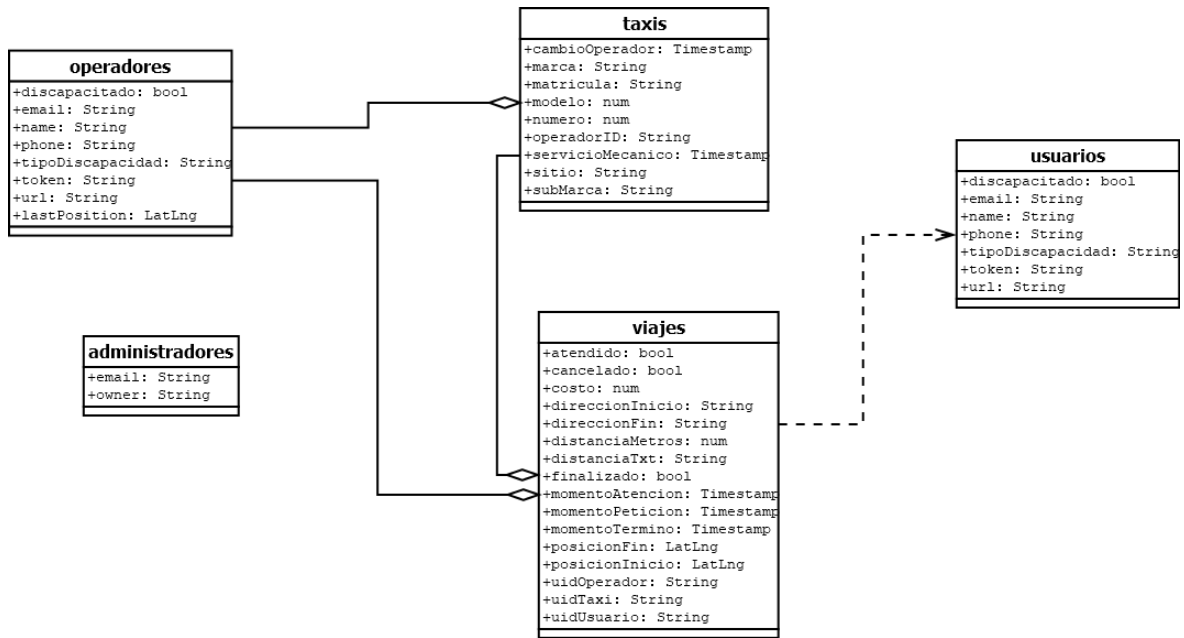 taxis
+cambioOperador: Timestamp
+marca: String
+matricula: String
+modelo: num
+numero: num
+operadorID: String
+servicioMecanico: Timestamp
+sitio: String
+subMarca: String
operadores
+discapacitado: bool
+email: String
+name: String
+phone: String
+tipoDiscapacidad: String
+token: String
+url: String
+lastPosition: LatLng
usuarios
+discapacitado: bool
+email: String
+name: String
+phone: String
+tipoDiscapacidad: String
+token: String
+url: String
administradores
+email: String
+owner: String
viajes
+atendido: bool
+cancelado: bool
+costo: num
+direccionInicio: String
+direccionFin: String
+distanciaMetros: num
+distanciaTxt: String
+finalizado: bool
+momentoAtencion: Timestamp
+momentoPeticion: Timestamp
+momentoTermino: Timestamp
+posicionFin: LatLng
+posicionInicio: LatLng
+uidOperador: String
+uidTaxi: String
+uidUsuario: String